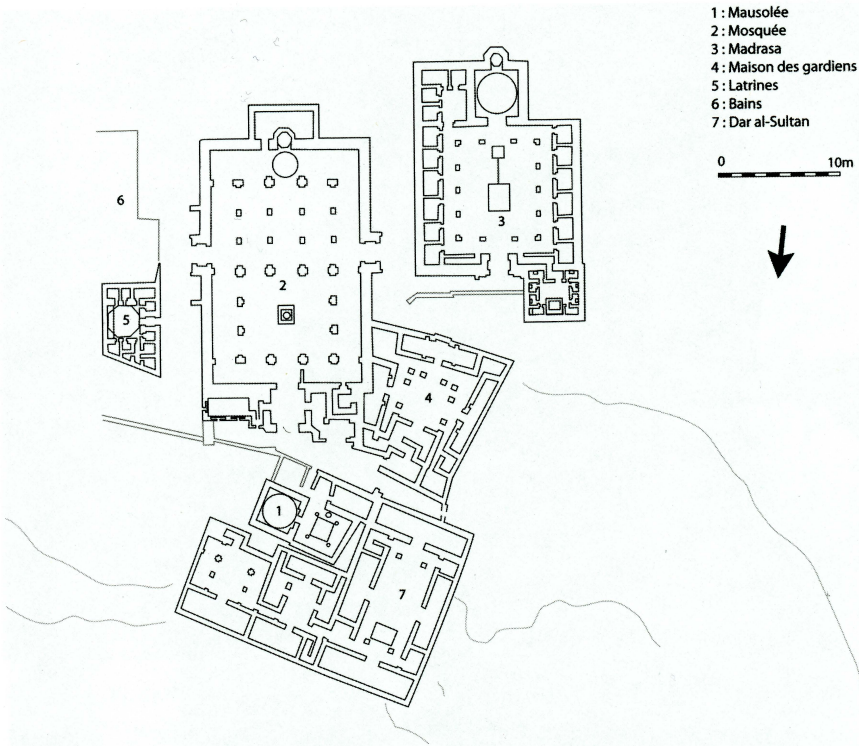 1 : Mausolée
2 : Mosquée
3 : Madrasa
4 : Maison des gardiens
5 : Latrines
6 : Bains
7 : Dar al-Sultan
0 10m
3
6
2
5
4
1
7